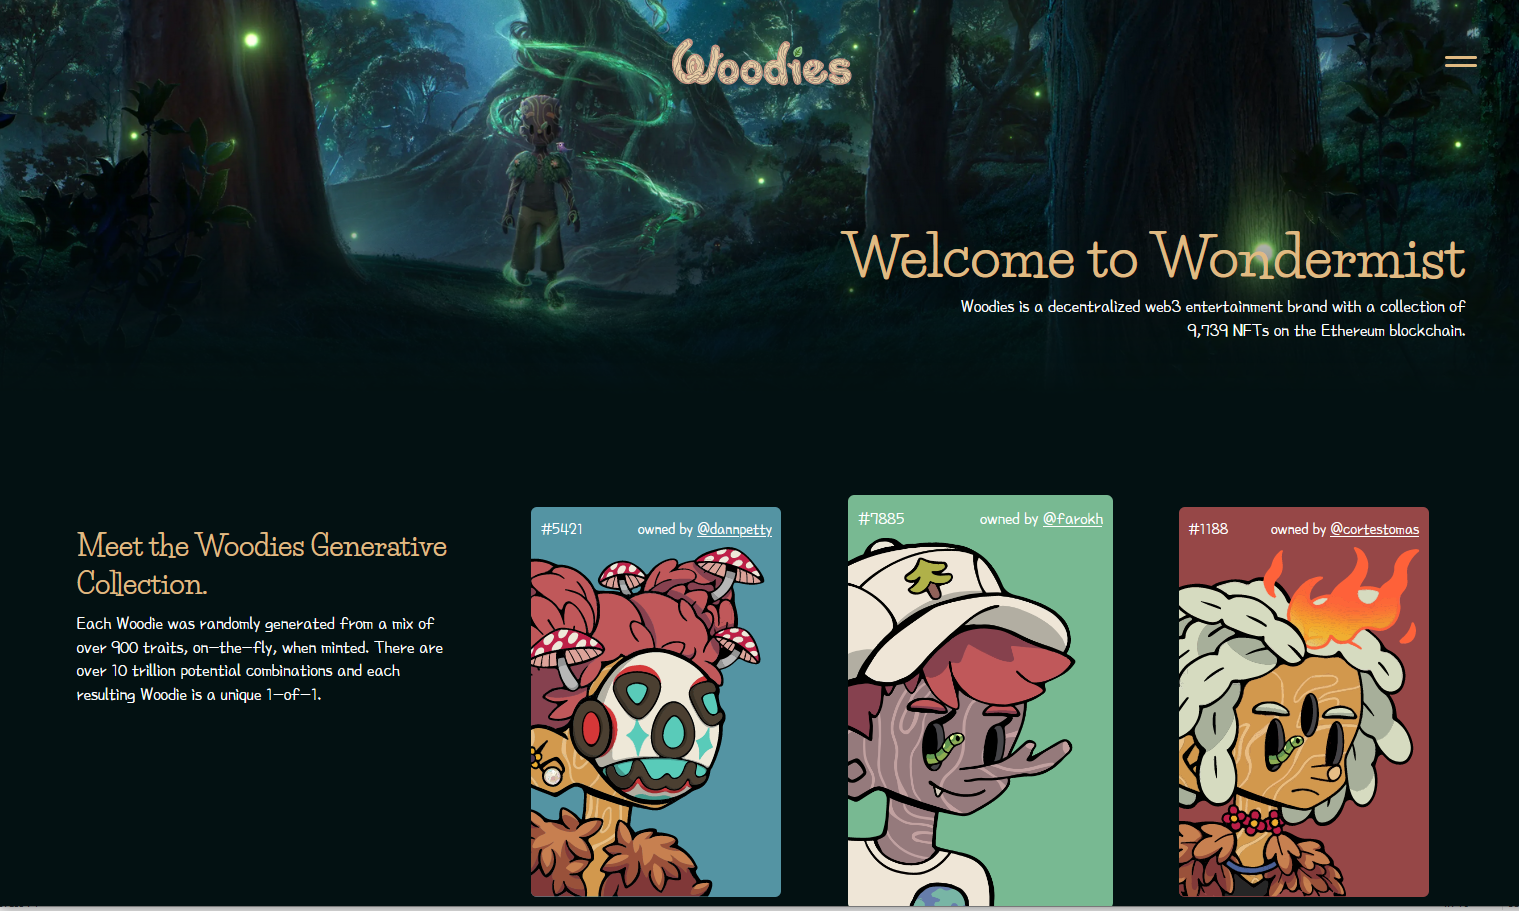 Woodies
Welcome to Wondermist
Woodies is a decentralized web3 entertainment brand with a collection of
9,739 NFTs on the Ethereum blockchain.
Meet the Woodies Generative
Collection.
Each Woodie was randomly generated from a mix of
over 900 traits, on-the-fly, when minted. There are
over 10 trillion potential combinations and each
resulting Woodie is a unique 1-of-1.
#5421 owned by @dannpetty
#7885 owned by @farokh
#1188 owned by @cortestomas